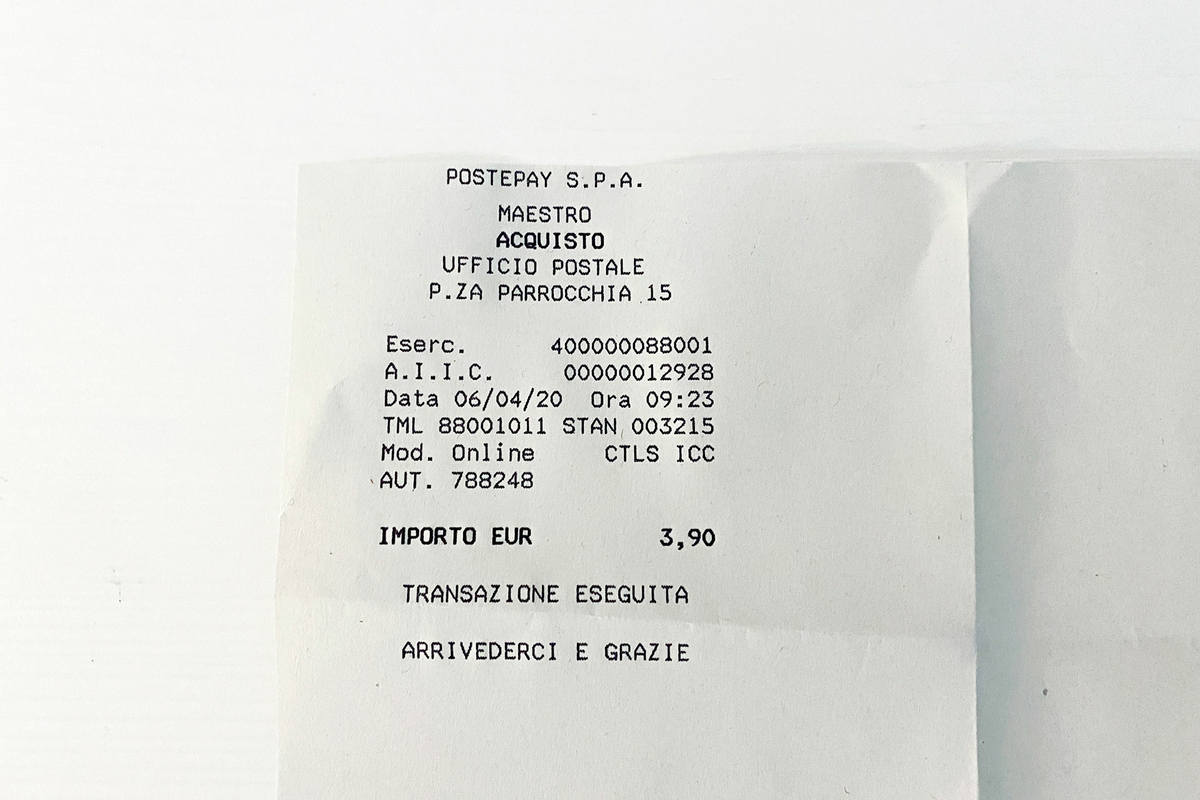 POSTEPAY S.P.A.
MAESTRO
ACQUISTO
UFFICIO POSTALE
P.ZA PARROCCHIA 15
Eserc. 400000088001
A.I.I.C. 00000012928
Data 06/04/20 Ora 09:23
TML 88001011 STAN 003215
Mod. Online CTLS ICC
AUT. 788248
IMPORTO EUR 3,90
TRANSAZIONE ESEGUITA
ARRIVEDERCI E GRAZIE